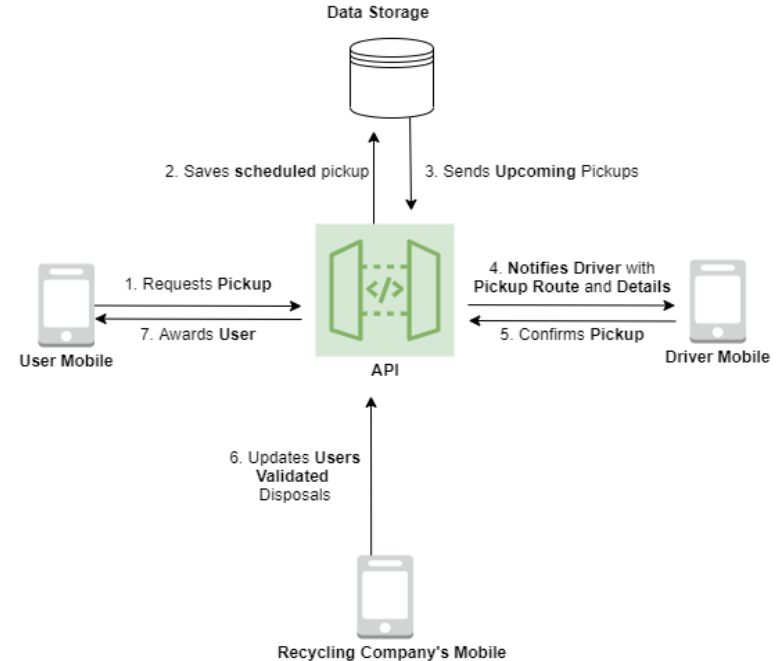 Data Storage
2. Saves scheduled pickup
3. Sends Upcoming Pickups
1. Requests Pickup
7. Awards User
4. Notifies Driver with
Pickup Route and Details
5. Confirms Pickup
User Mobile
</>
API
Driver Mobile
6. Updates Users
Validated
Disposals
Recycling Company's Mobile